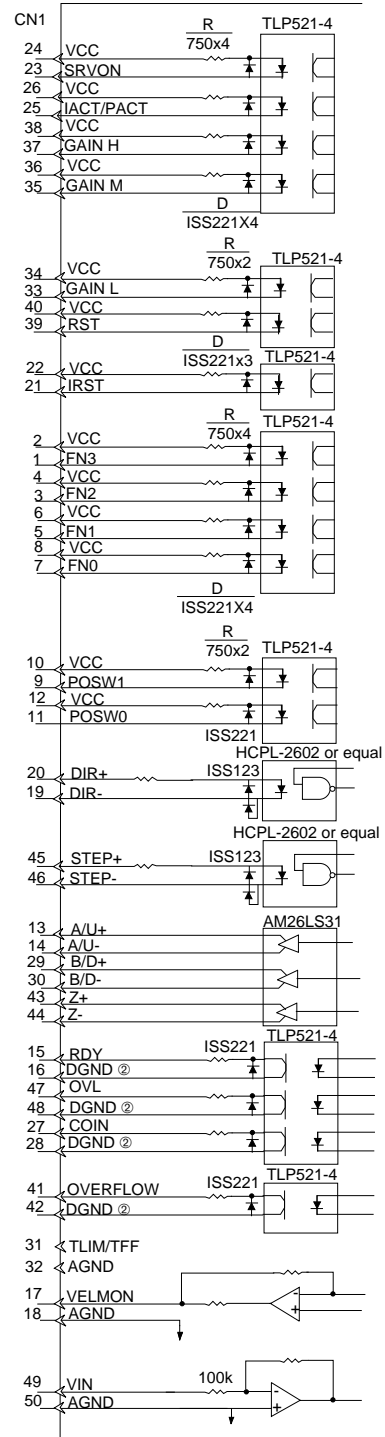 CN1
R
750x4
TLP521-4
24 VCC
23 SRVON
26 VCC
25 IACT/PACT
38 VCC
37 GAIN H
36 VCC
35 GAIN M
D
ISS221X4
R
750x2
TLP521-4
34 VCC
33 GAIN L
40 VCC
39 RST
D
ISS221x3
TLP521-4
22 VCC
21 IRST
R
750x4
TLP521-4
2 VCC
1 FN3
4 VCC
3 FN2
6 VCC
5 FN1
8 VCC
7 FN0
D
ISS221X4
R
750x2
TLP521-4
10 VCC
9 POSW1
12 VCC
11 POSW0
ISS221
HCPL-2602 or equal
20 DIR+
ISS123
19 DIR-
HCPL-2602 or equal
45 STEP+
ISS123
46 STEP-
13 A/U+
AM26LS31
14 A/U-
29 B/D+
30 B/D-
43 Z+
44 Z-
TLP521-4
15 RDY
ISS221
16 DGND ②
47 OVL
48 DGND ②
27 COIN
28 DGND ②
TLP521-4
41 OVERFLOW
ISS221
42 DGND ②
31 TLIM/TFF
32 AGND
17 VELMON
18 AGND
- +
49 VIN
100k
50 AGND
- +